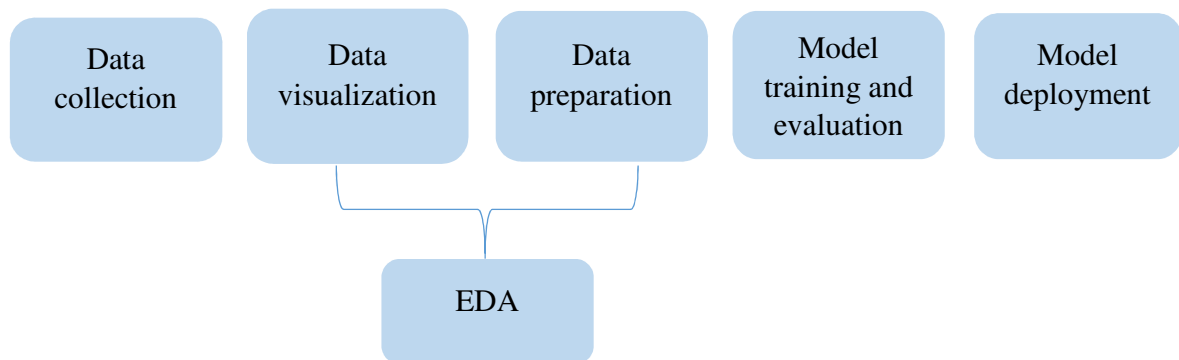 Data
collection
Data
visualization
Data
preparation
Model
training and
evaluation
Model
deployment
EDA